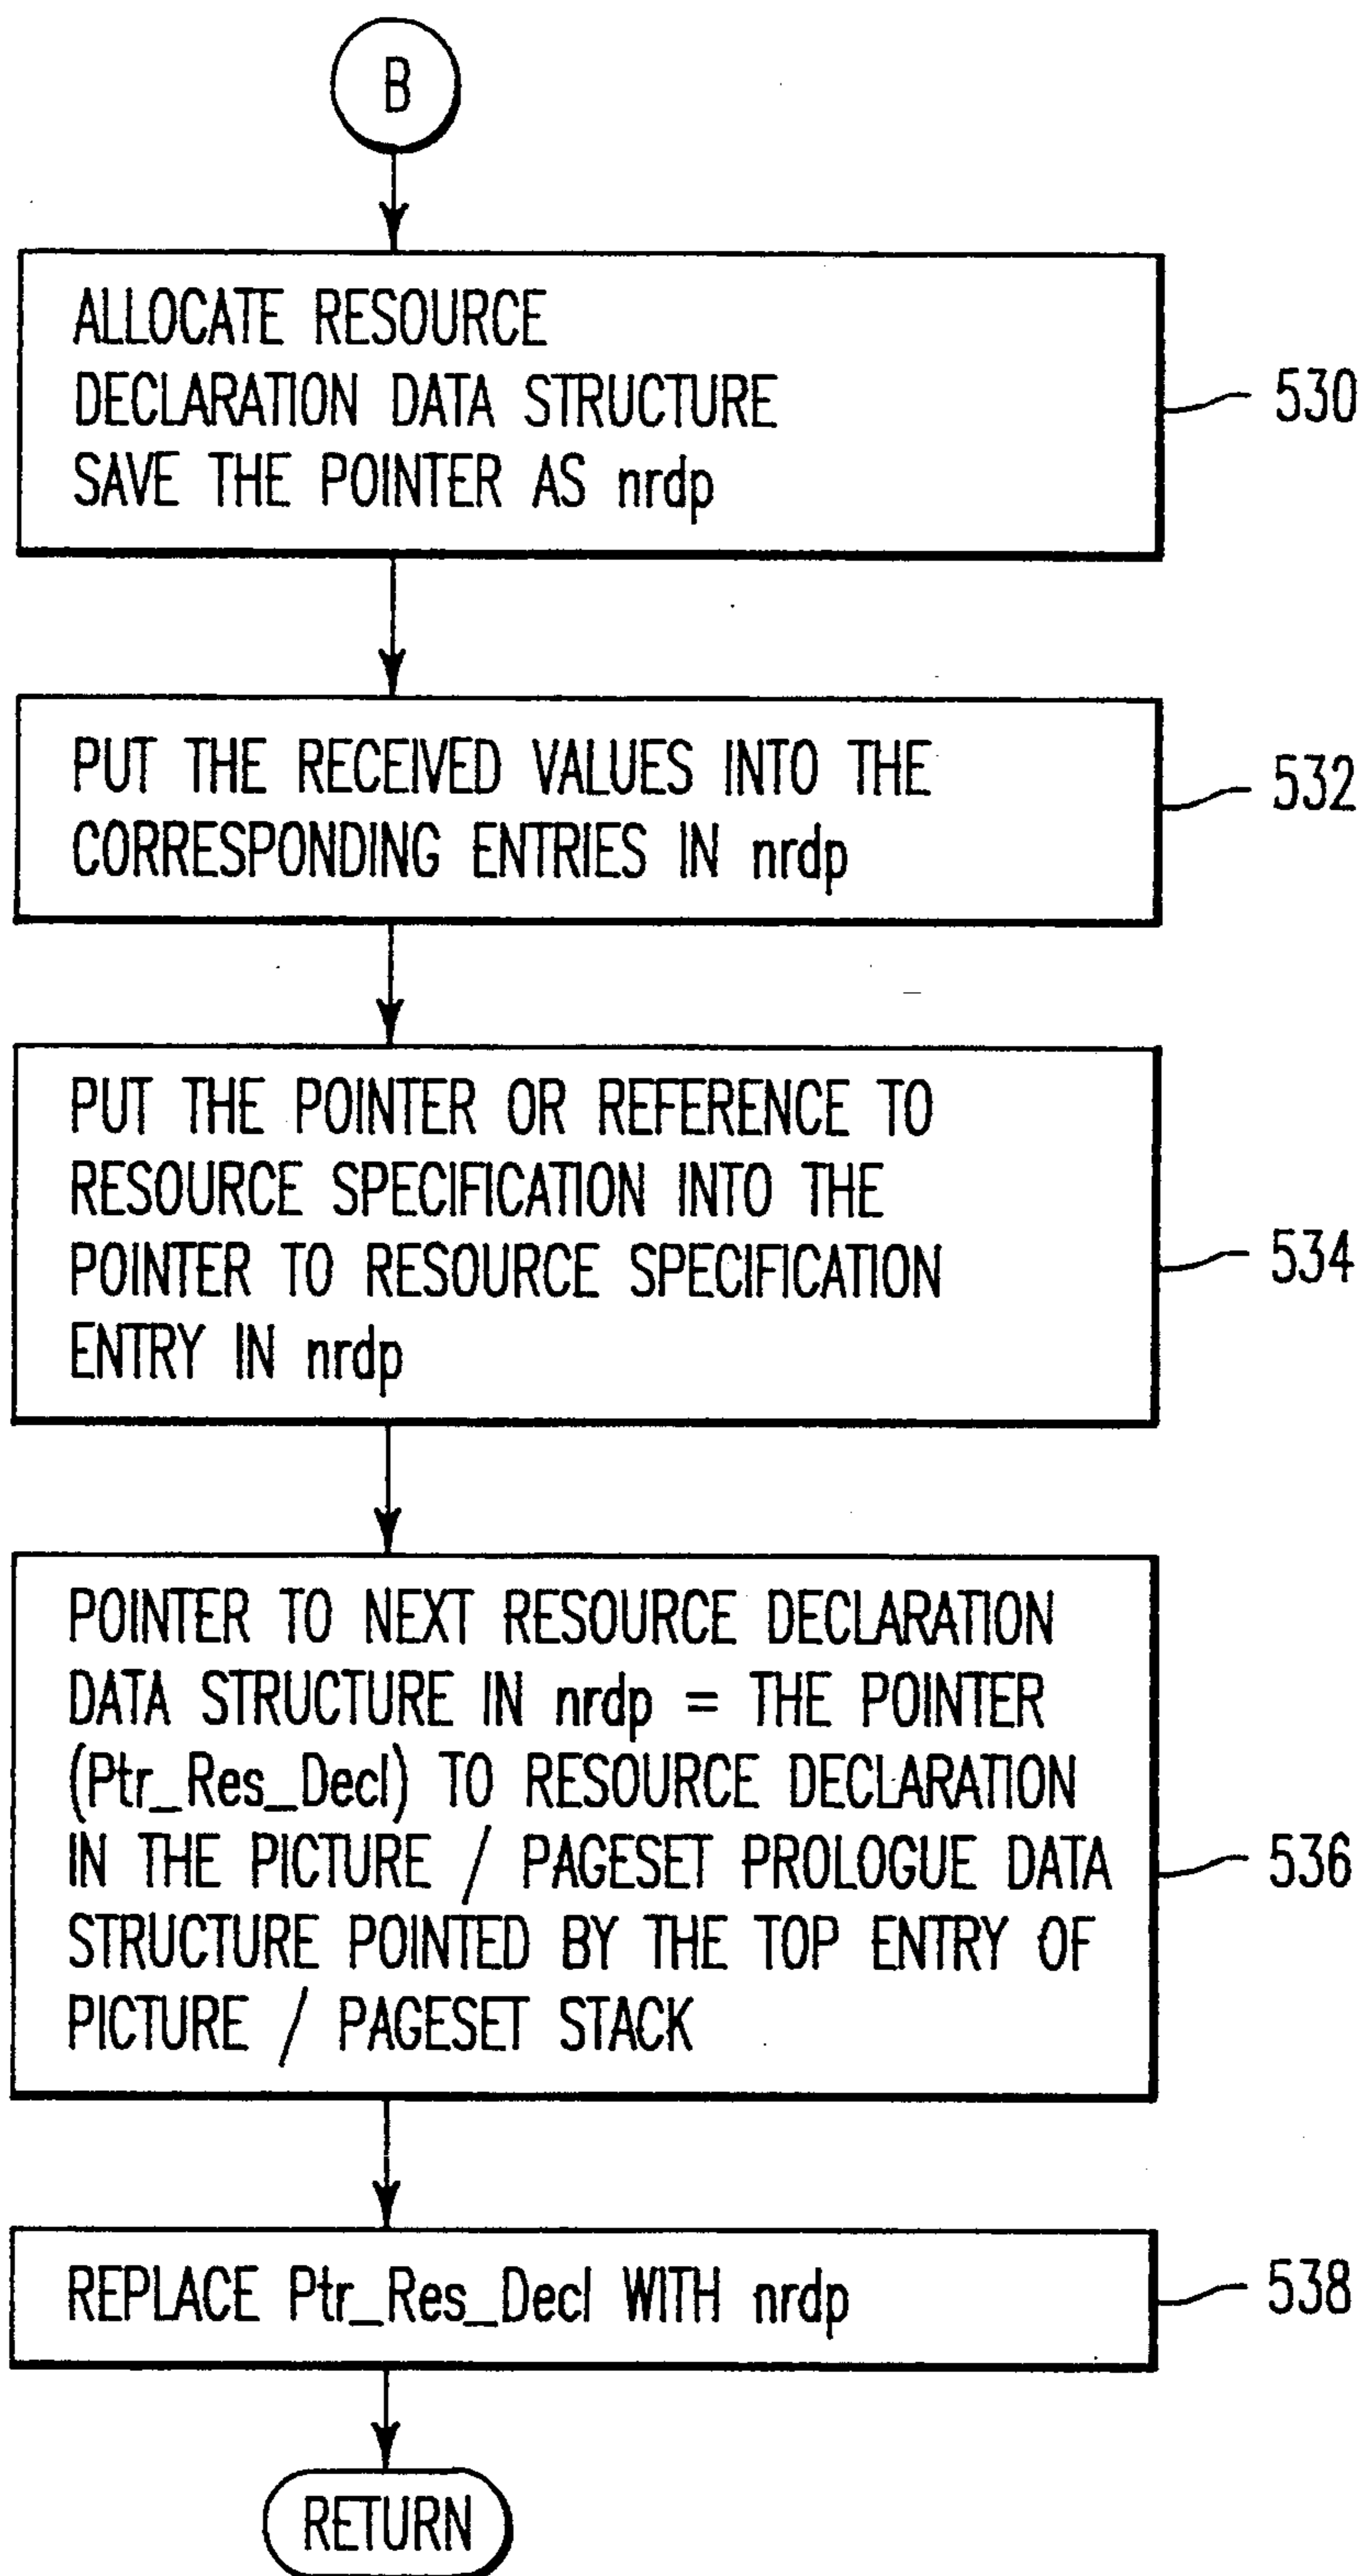 B
ALLOCATE RESOURCE
DECLARATION DATA STRUCTURE
SAVE THE POINTER AS nrdp
530
PUT THE RECEIVED VALUES INTO THE
CORRESPONDING ENTRIES IN nrdp
532
PUT THE POINTER OR REFERENCE TO
RESOURCE SPECIFICATION INTO THE
POINTER TO RESOURCE SPECIFICATION
ENTRY IN nrdp
534
POINTER TO NEXT RESOURCE DECLARATION
DATA STRUCTURE IN nrdp = THE POINTER
(Ptr_Res_Decl) TO RESOURCE DECLARATION
IN THE PICTURE / PAGESET PROLOGUE DATA
STRUCTURE POINTED BY THE TOP ENTRY OF
PICTURE / PAGESET STACK
536
REPLACE Ptr_Res_Decl WITH nrdp
538
RETURN